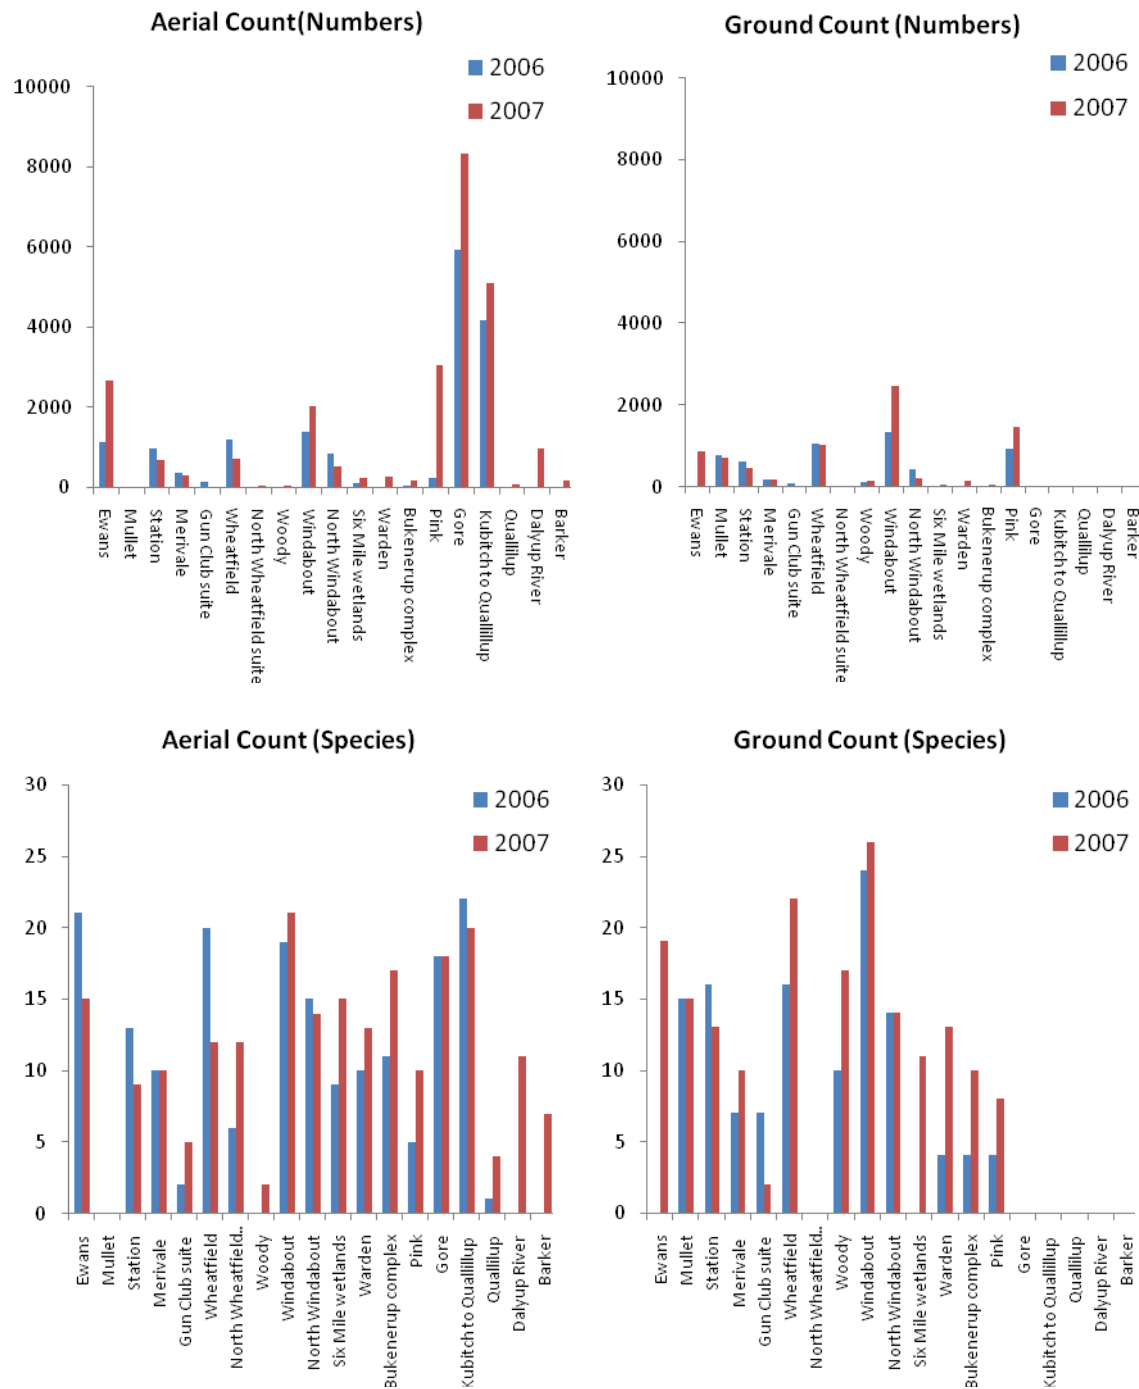 Aerial Count(Numbers)
2006
2007
10000
8000
6000
4000
2000
0
Ewans
Mullet
Station
Merivale
Gun Club suite
Wheatfield
North Wheatfield suite
Woody
Windabout
North Windabout
Six Mile wetlands
Warden
Bukenerup complex
Pink
Gore
Kubitch to Quallillup
Quallilup
Dalyup River
Barker
Ground Count (Numbers)
2006
2007
10000
8000
6000
4000
2000
0
Ewans
Mullet
Station
Merivale
Gun Club suite
Wheatfield
North Wheatfield suite
Woody
Windabout
North Windabout
Six Mile wetlands
Warden
Bukenerup complex
Pink
Gore
Kubitch to Quallillup
Quallilup
Dalyup River
Barker
Aerial Count (Species)
2006
2007
30
25
20
15
10
5
0
Ewans
Mullet
Station
Merivale
Gun Club suite
Wheatfield
North Wheatfield..
Woody
Windabout
North Windabout
Six Mile wetlands
Warden
Bukenerup complex
Pink
Gore
Kubitch to Quallillup
Quallilup
Dalyup River
Barker
Ground Count (Species)
2006
2007
30
25
20
15
10
5
0
Ewans
Mullet
Station
Merivale
Gun Club suite
Wheatfield
North Wheatfield..
Woody
Windabout
North Windabout
Six Mile wetlands
Warden
Bukenerup complex
Pink
Gore
Kubitch to Quallillup
Quallilup
Dalyup River
Barker